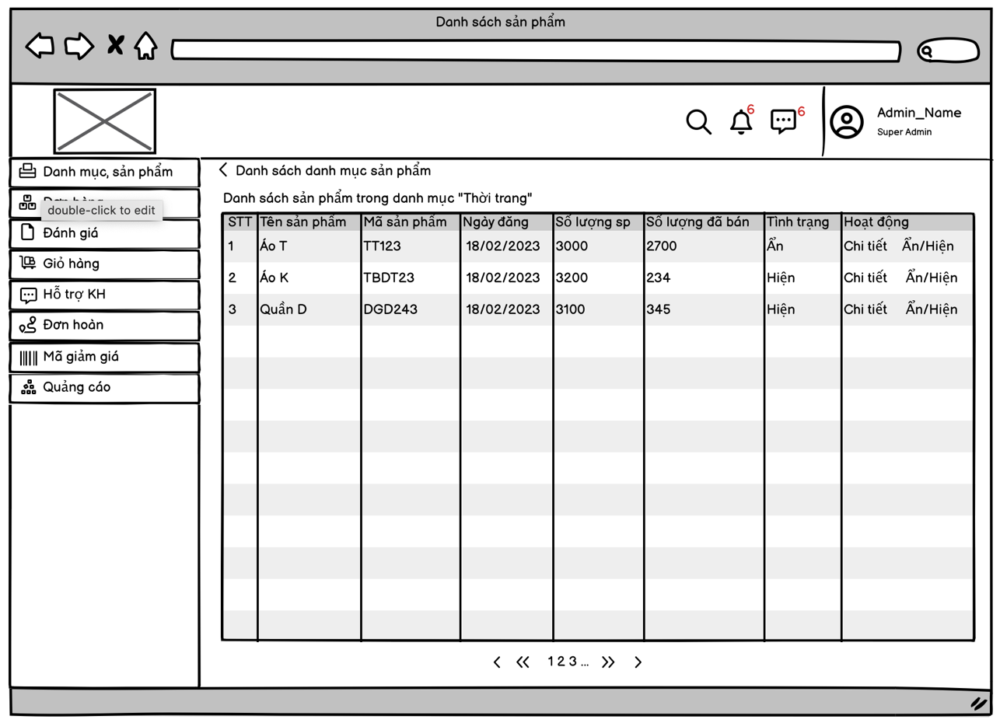 Danh sách sản phẩm
6
6
Admin_Name
Super Admin
Danh mục, sản phẩm
double-click to edit
Đánh giá
Giỏ hàng
Hỗ trợ KH
Đơn hoàn
Mã giảm giá
Quảng cáo
Danh sách danh mục sản phẩm
Danh sách sản phẩm trong danh mục "Thời trang"
STT Tên sản phẩm Mã sản phẩm Ngày đăng Số lượng sp Số lượng đã bán Tình trạng Hoạt động
1 Áo T TT123 18/02/2023 3000 2700 Ẩn Chi tiết Ẩn/Hiện
2 Áo K TBDT23 18/02/2023 3200 234 Hiện Chi tiết Ẩn/Hiện
3 Quần D DGD243 18/02/2023 3100 345 Hiện Chi tiết Ẩn/Hiện
1 2 3 ...